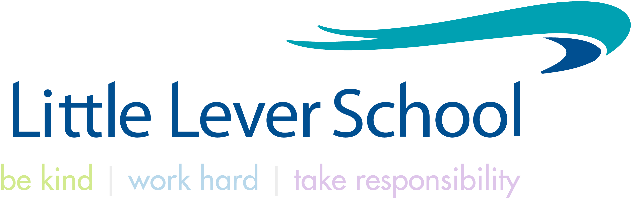 Little Lever School
be kind | work hard | take responsibility